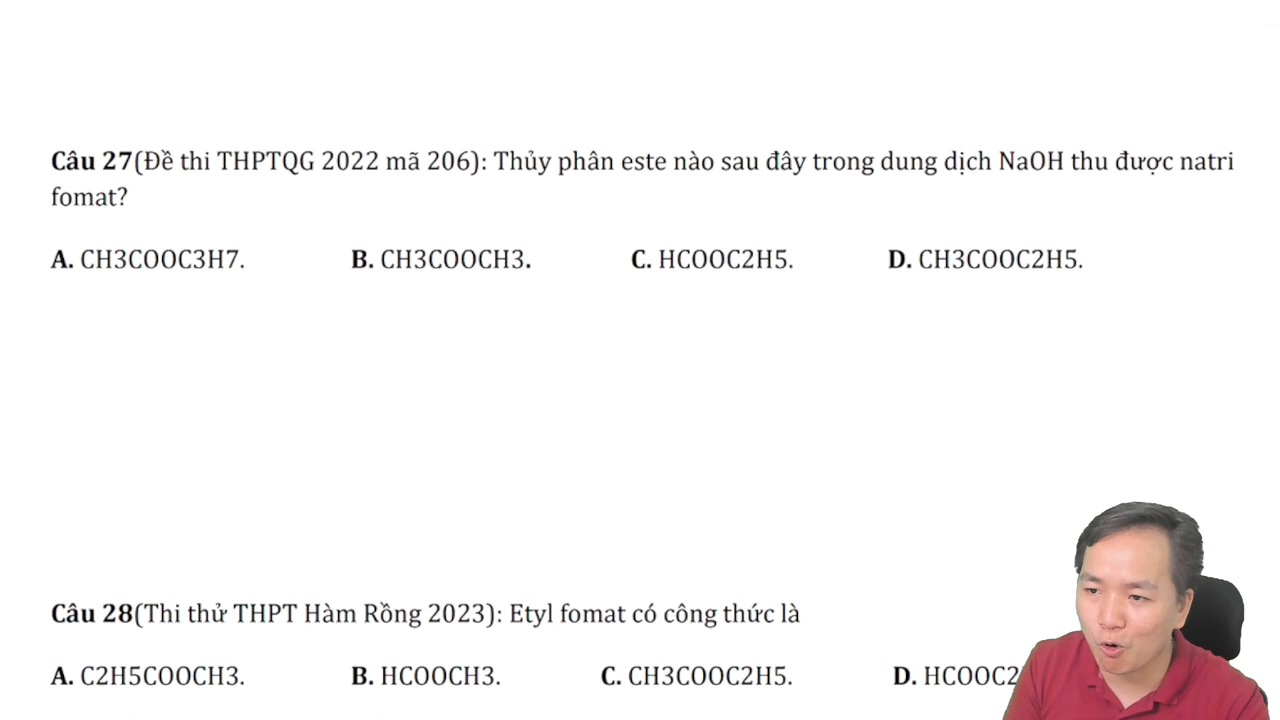 Câu 27(Đề thi THPTQG 2022 mã 206): Thủy phân este nào sau đây trong dung dịch NaOH thu được natri
fomat?
A. CH3COOC3H7. B. CH3COOCH3. C. HCOOC2H5. D. CH3COOC2H5.
Câu 28(Thi thử THPT Hàm Rồng 2023): Etyl fomat có công thức là
A. C2H5COOCH3. B. HCOOCH3. C. CH3COOC2H5. D. HCOOC2